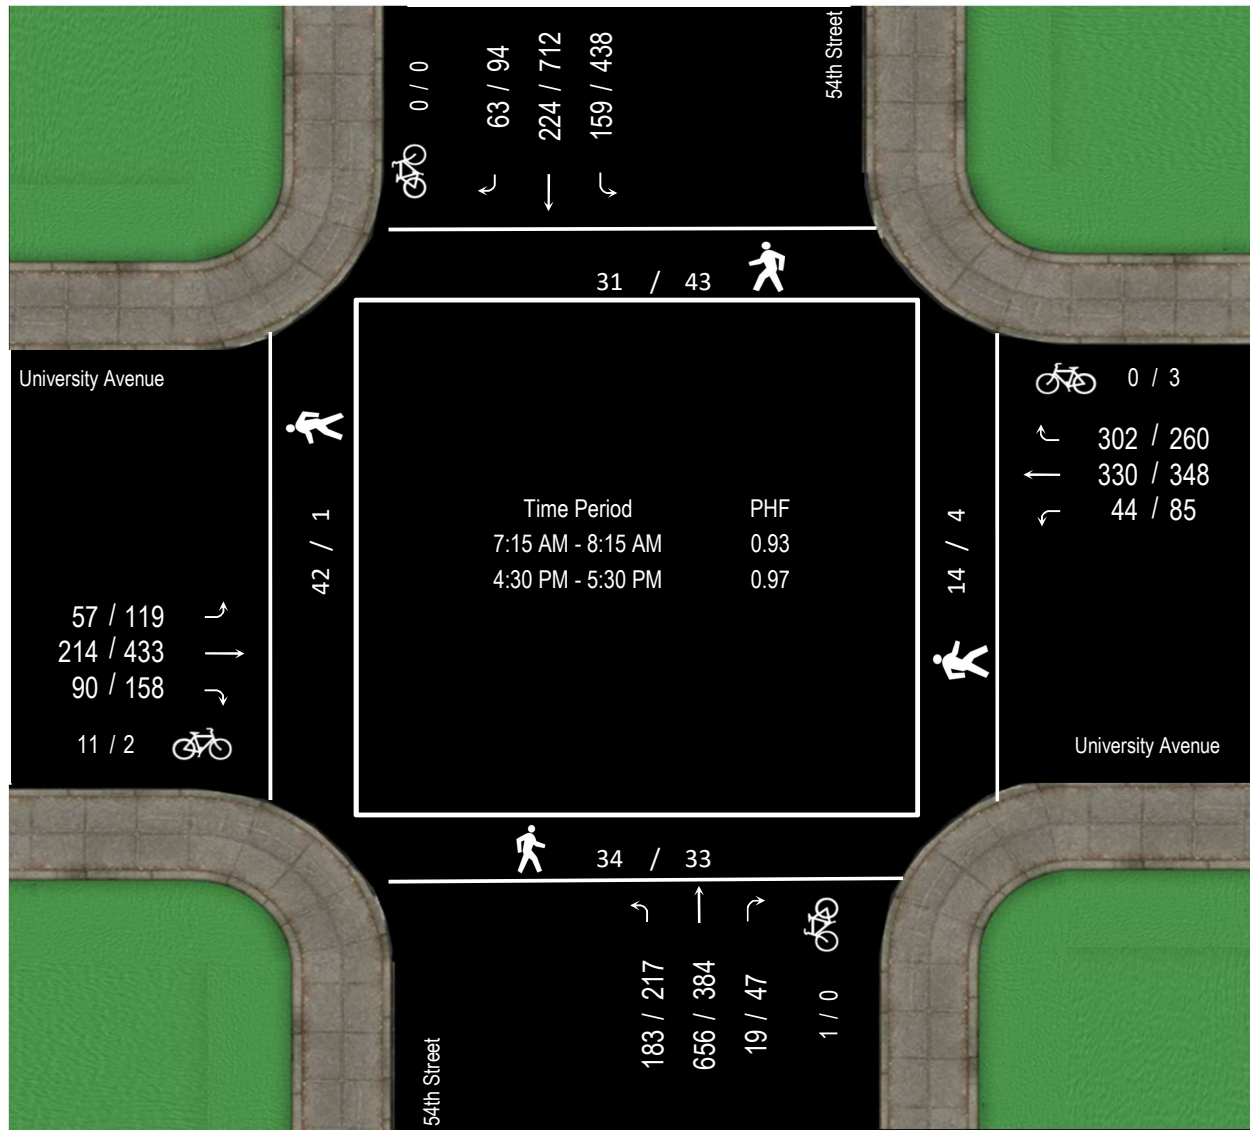 54th Street
0 / 0
63 / 94
224 / 712
159 / 438
31 / 43
University Avenue
0 / 3
302 / 260
330 / 348
44 / 85
Time Period PHF
7:15 AM - 8:15 AM 0.93
4:30 PM - 5:30 PM 0.97
42 / 1
14 / 4
57 / 119
214 / 433
90 / 158
11 / 2
University Avenue
34 / 33
183 / 217
656 / 384
19 / 47
1 / 0
54th Street